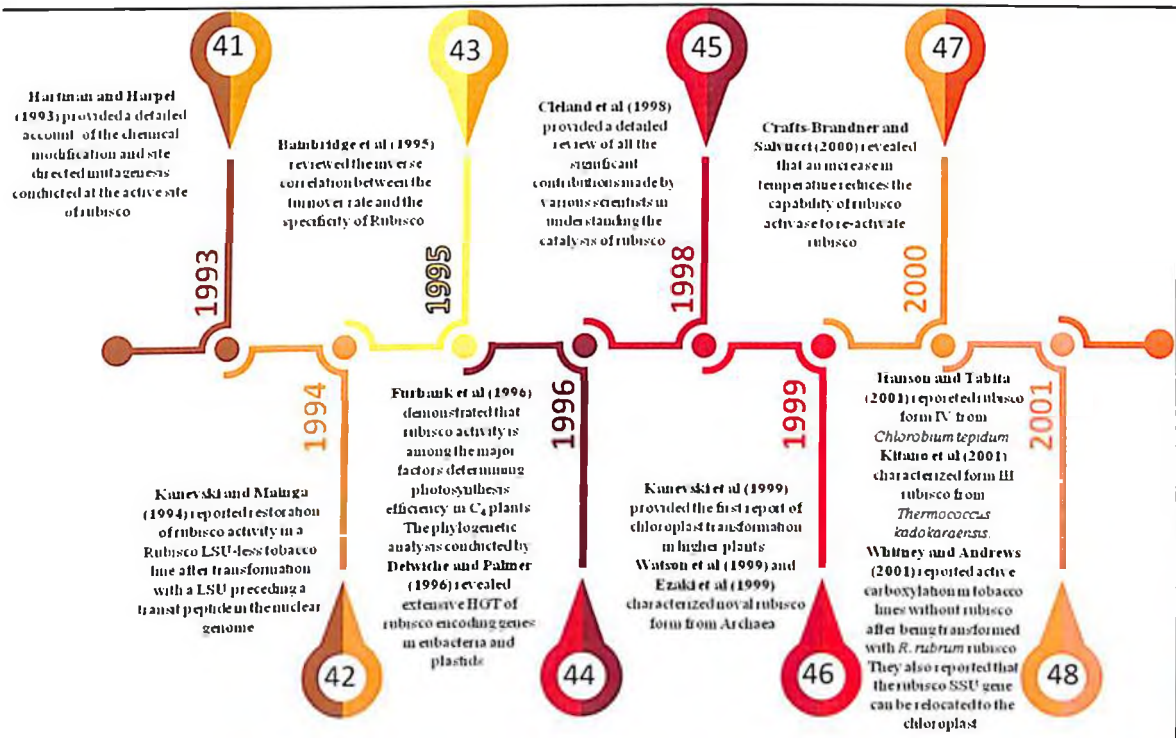 41
Hartman and Harpel
(1993) provided a detailed
account of the chemical
modification and site
directed mutagenesis
conducted at the active site
of rubisco
1993
Kanevski and Maliga
(1994) reported restoration
of rubisco activity in a
Rubisco LSU-less tobacco
line after transformation
with a LSU preceding a
transit peptide in the nuclear
genome
1994
42
43
Bainbridge et al (1995)
reviewed the inverse
correlation between the
turnover rate and the
specificity of Rubisco
1995
Furbank et al (1996)
demonstrated that
rubisco activity is
among the major
factors determining
photosynthesis
efficiency in C₄ plants
The phylogenetic
analysis conducted by
Delwiche and Palmer
(1996) revealed
extensive HGT of
rubisco encoding genes
in eubacteria and
plastids
1996
44
45
Cleland et al (1998)
provided a detailed
review of all the
significant
contributions made by
various scientists in
understanding the
catalysis of rubisco
1998
Kanevski et al (1999)
provided the first report of
chloroplast transformation
in higher plants
Watson et al (1999) and
Ezaki et al (1999)
characterized noval rubisco
form from Archaea
1999
46
47
Crafts-Brandner and
Salvucci (2000) revealed
that an increase in
temperature reduces the
capability of rubisco
activase to re-activate
rubisco
2000
Hanson and Tabita
(2001) reported rubisco
form IV from
Chlorobium tepidum
Kitano et al (2001)
characterized form III
rubisco from
Thermococcus
kadokaraensis.
Whitney and Andrews
(2001) reported active
carboxylation in tobacco
lines without rubisco
after being transformed
with R. rubrum rubisco
They also reported that
the rubisco SSU gene
can be relocated to the
chloroplast
2001
48